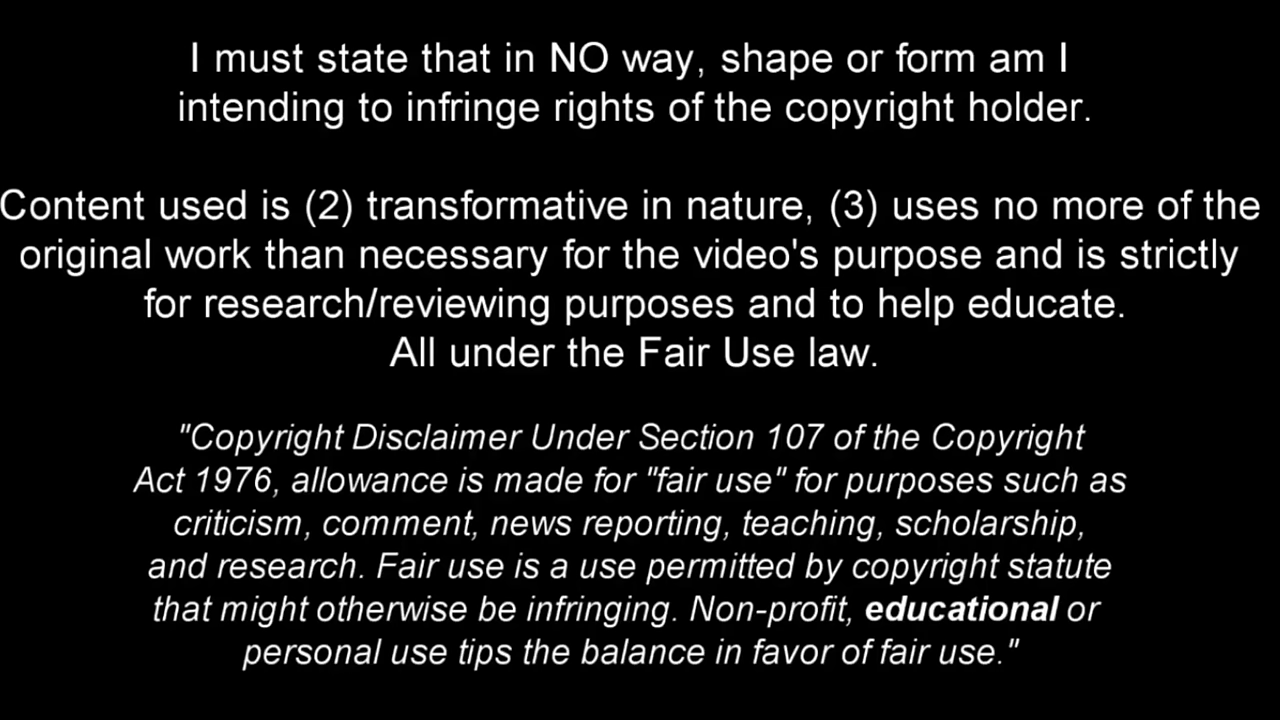 I must state that in NO way, shape or form am I
intending to infringe rights of the copyright holder.
Content used is (2) transformative in nature, (3) uses no more of the
original work than necessary for the video's purpose and is strictly
for research/reviewing purposes and to help educate.
All under the Fair Use law.
"Copyright Disclaimer Under Section 107 of the Copyright
Act 1976, allowance is made for "fair use" for purposes such as
criticism, comment, news reporting, teaching, scholarship,
and research. Fair use is a use permitted by copyright statute
that might otherwise be infringing. Non-profit, educational or
personal use tips the balance in favor of fair use."